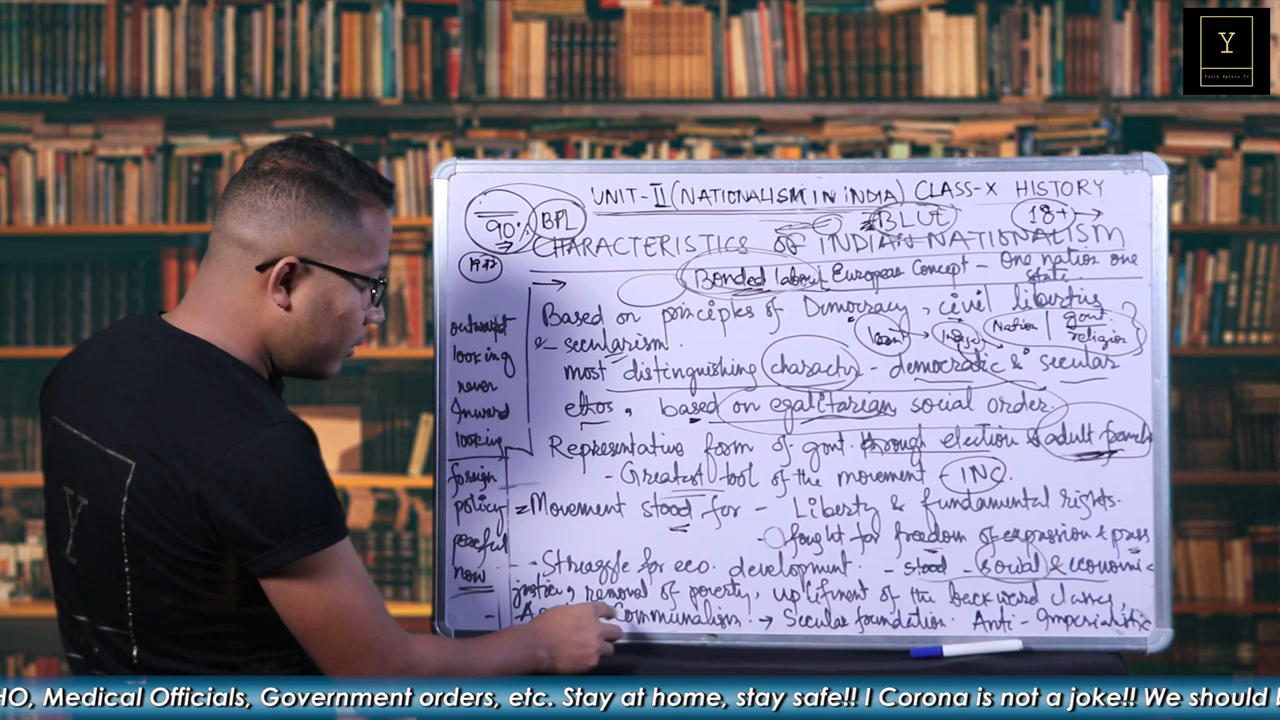 Y
UNIT-II (NATIONALISM IN INDIA) CLASS-X HISTORY
90% BPL BLUE 18+
CHARACTERISTICS OF INDIAN NATIONALISM
Bonded labour European Concept - One nation one
state.
Based on principles of Democracy, civil liberties
& secularism.
Nation govt.
religion
most distinguishing character - democratic & secular
ethos, based on egalitarian social order.
Representative form of govt. through election & adult
- Greatest tool of the movement - INC
Movement stood for - Liberty & fundamental rights.
- fought for freedom of expression & press
- Struggle for eco. development. - stood - social & economic
justice, removal of poverty, upliftment of the backward classes
- Communalism. → Secular foundation. Anti-Imperialistic
outward
looking
never
Inward
looking
foreign
policy
peaceful
now
HO, Medical Officials, Government orders, etc. Stay at home, stay safe!! I Corona is not a joke!! We should